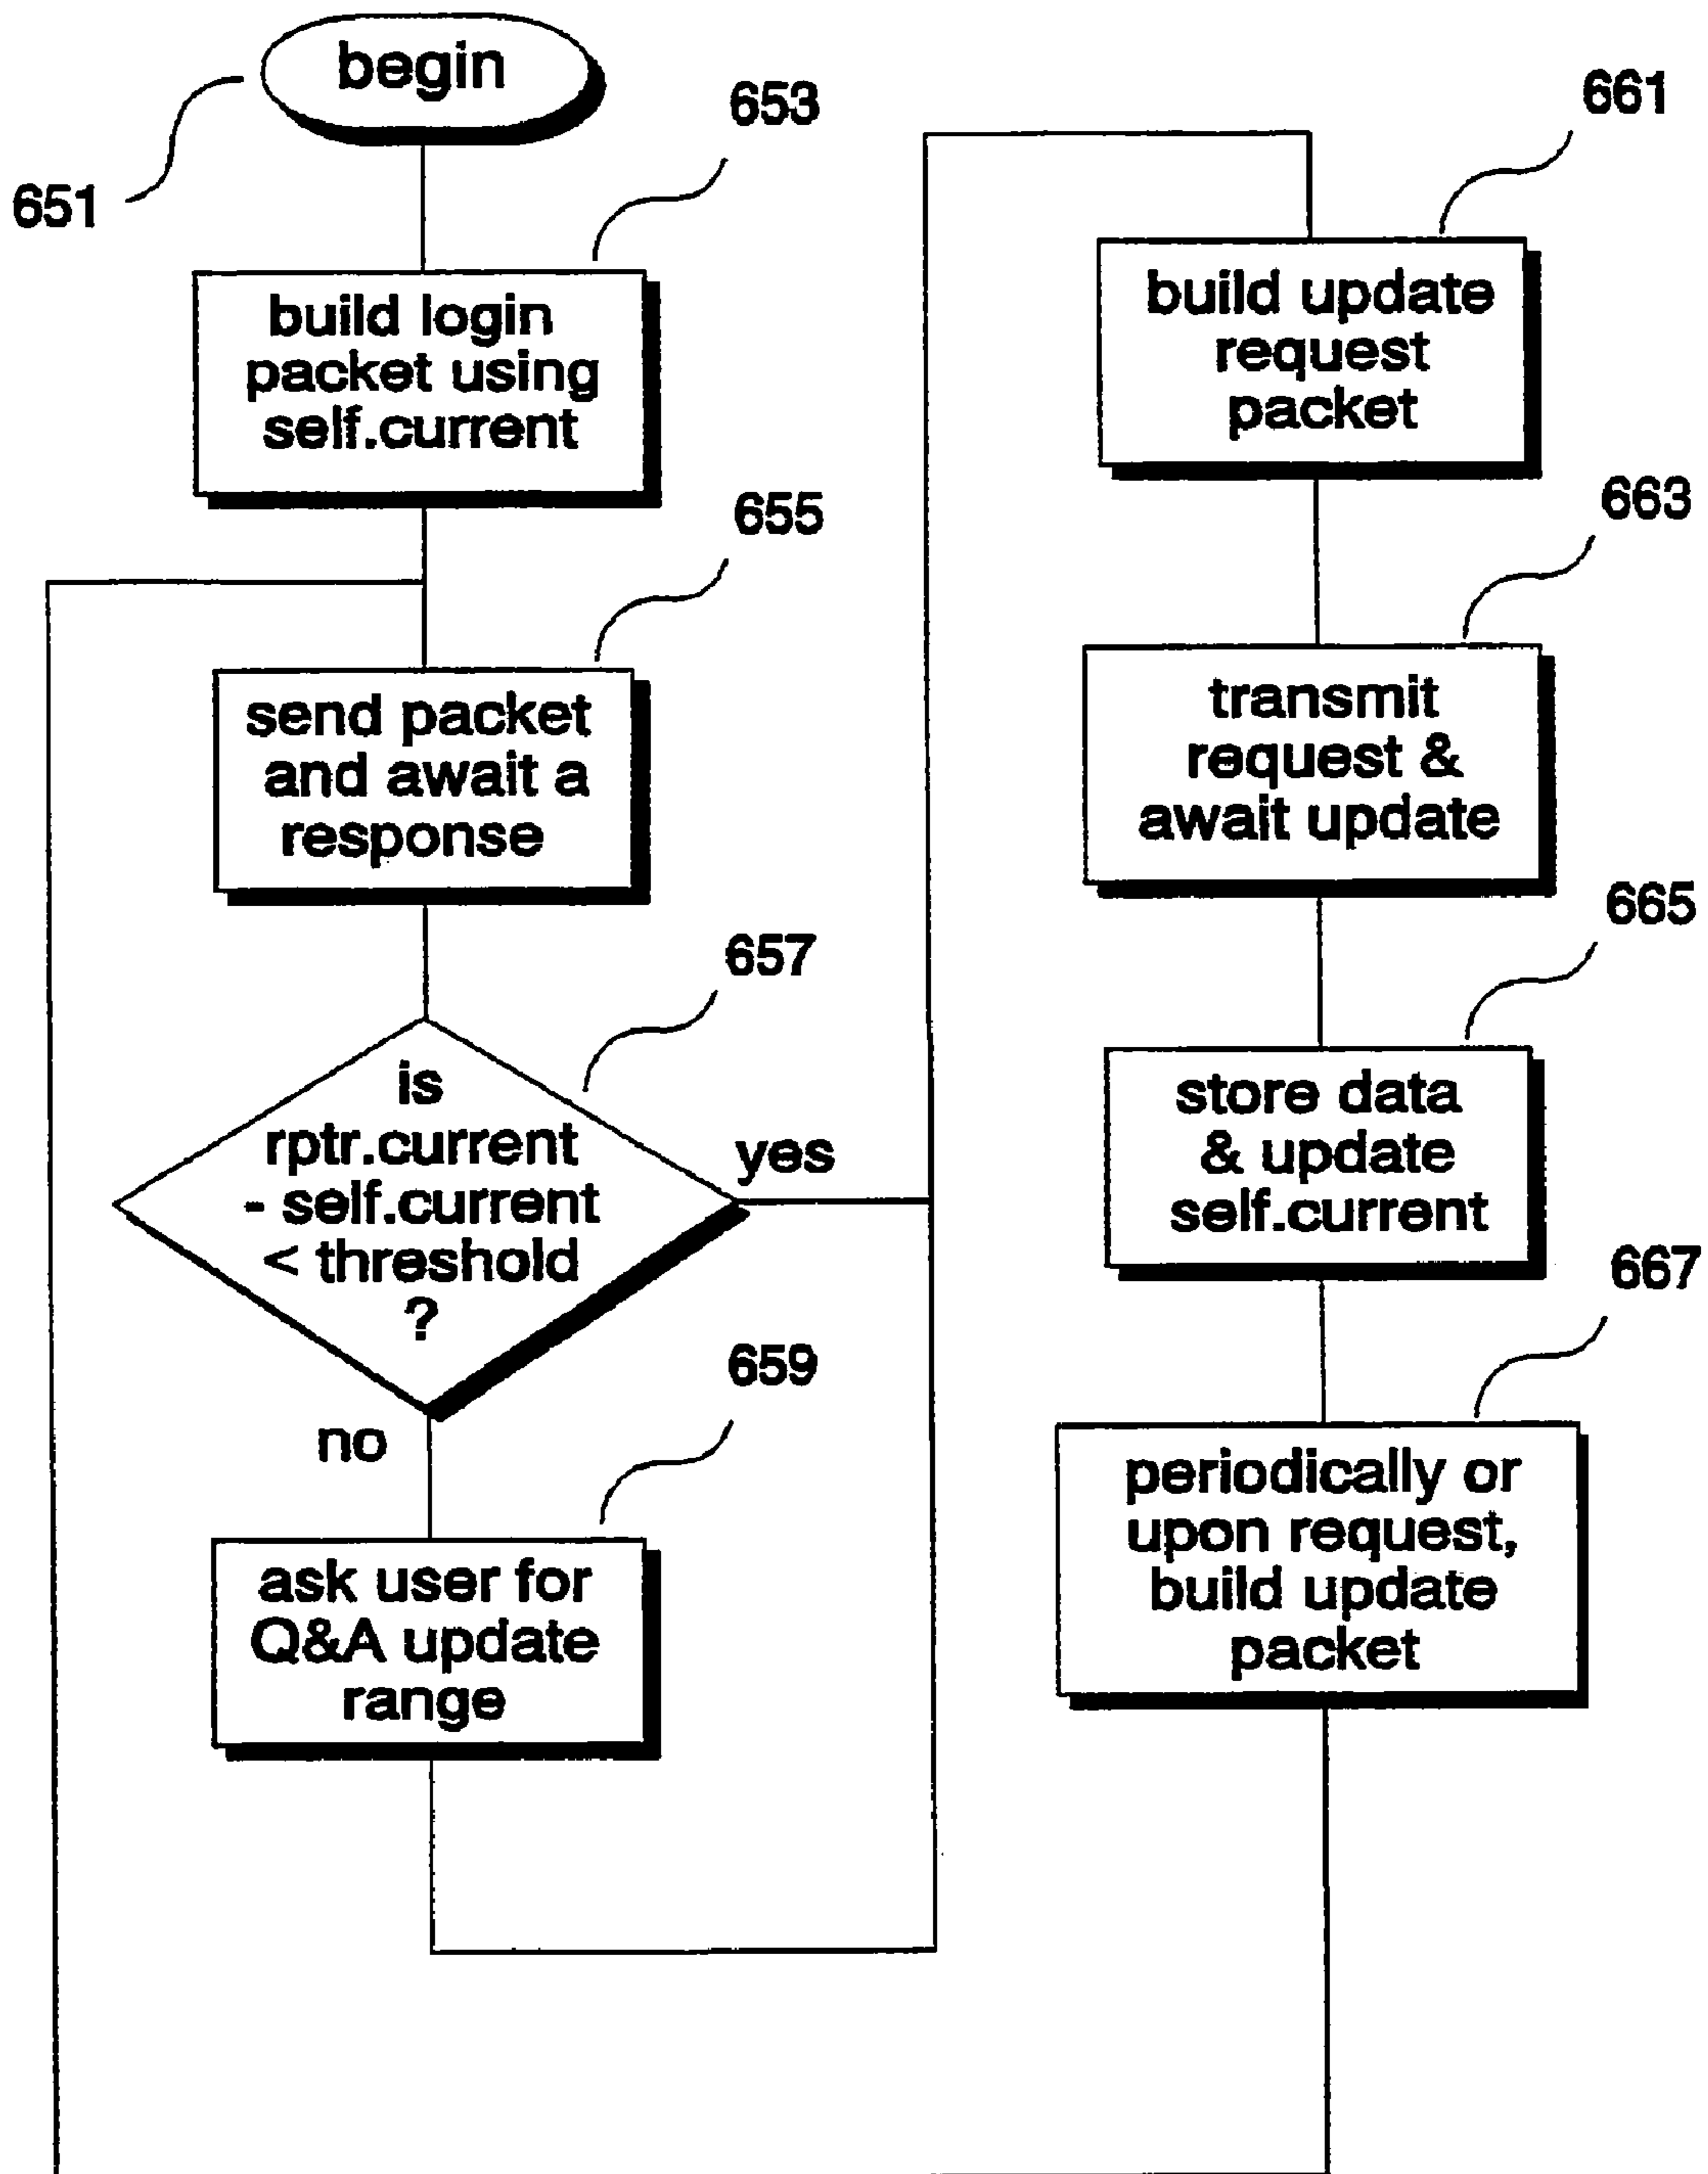 begin
651
653
build login
packet using
self.current
655
send packet
and await a
response
657
is
rptr.current
- self.current
< threshold
?
yes
no
659
ask user for
Q&A update
range
661
build update
request
packet
663
transmit
request &
await update
665
store data
& update
self.current
667
periodically or
upon request,
build update
packet